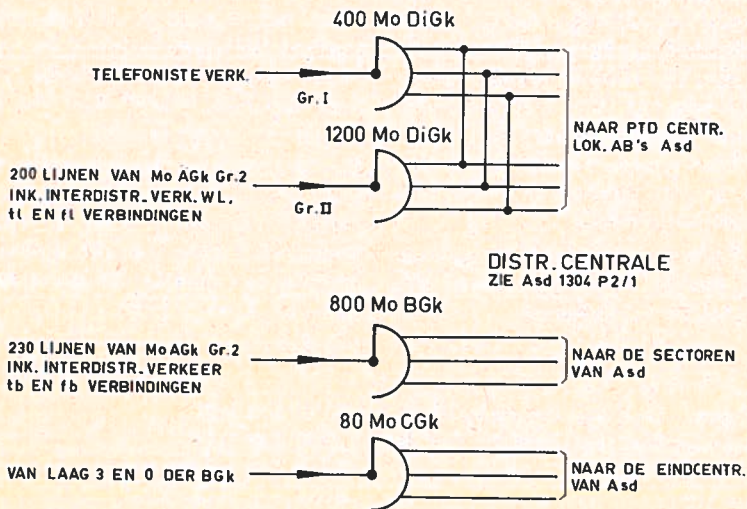 400 Mo DiGk
TELEFONISTE VERK.
Gr. I
1200 Mo DiGk
NAAR PTD CENTR.
LOK. AB's Asd
200 LIJNEN VAN Mo AGk Gr.2
INK. INTERDISTR. VERK. WL,
tl EN fl VERBINDINGEN
Gr. II
DISTR. CENTRALE
ZIE Asd 1304 P2/1
800 Mo BGk
230 LIJNEN VAN Mo AGk Gr.2
INK. INTERDISTR. VERKEER
tb EN fb VERBINDINGEN
NAAR DE SECTOREN
VAN Asd
80 Mo CGk
VAN LAAG 3 EN 0 DER BGk
NAAR DE EINDCENTR.
VAN Asd